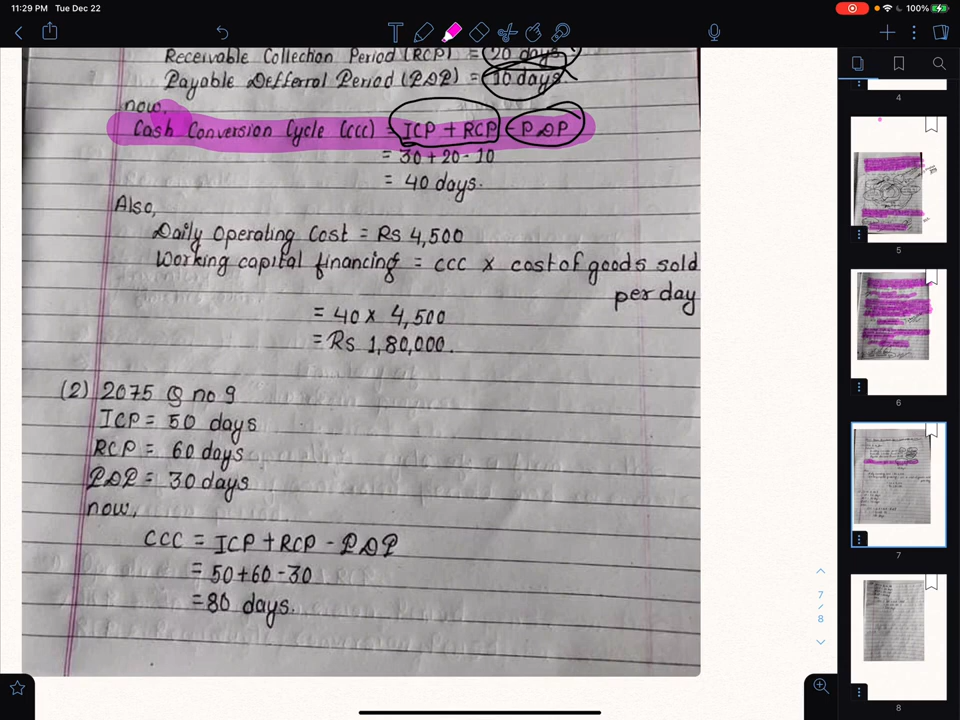 11:29 PM Tue Dec 22
100%
Receivable Collection Period (RCP) = 20 days
Payable Defferol Period (PDP) = 10 days
now,
Cash Conversion Cycle (CCC) = ICP + RCP - PDP
= 30 + 20 - 10
= 40 days.
Also,
Daily Operating Cost = Rs 4,500
Working capital financing = CCC x cost of goods sold
per day
= 40 x 4,500
= Rs 1,80,000.
(2) 2075 Q no 9
ICP = 50 days
RCP = 60 days
PDP = 30 days
now,
CCC = ICP + RCP - PDP
= 50+60-30
= 80 days.
4
5
6
7
8
7
/
8